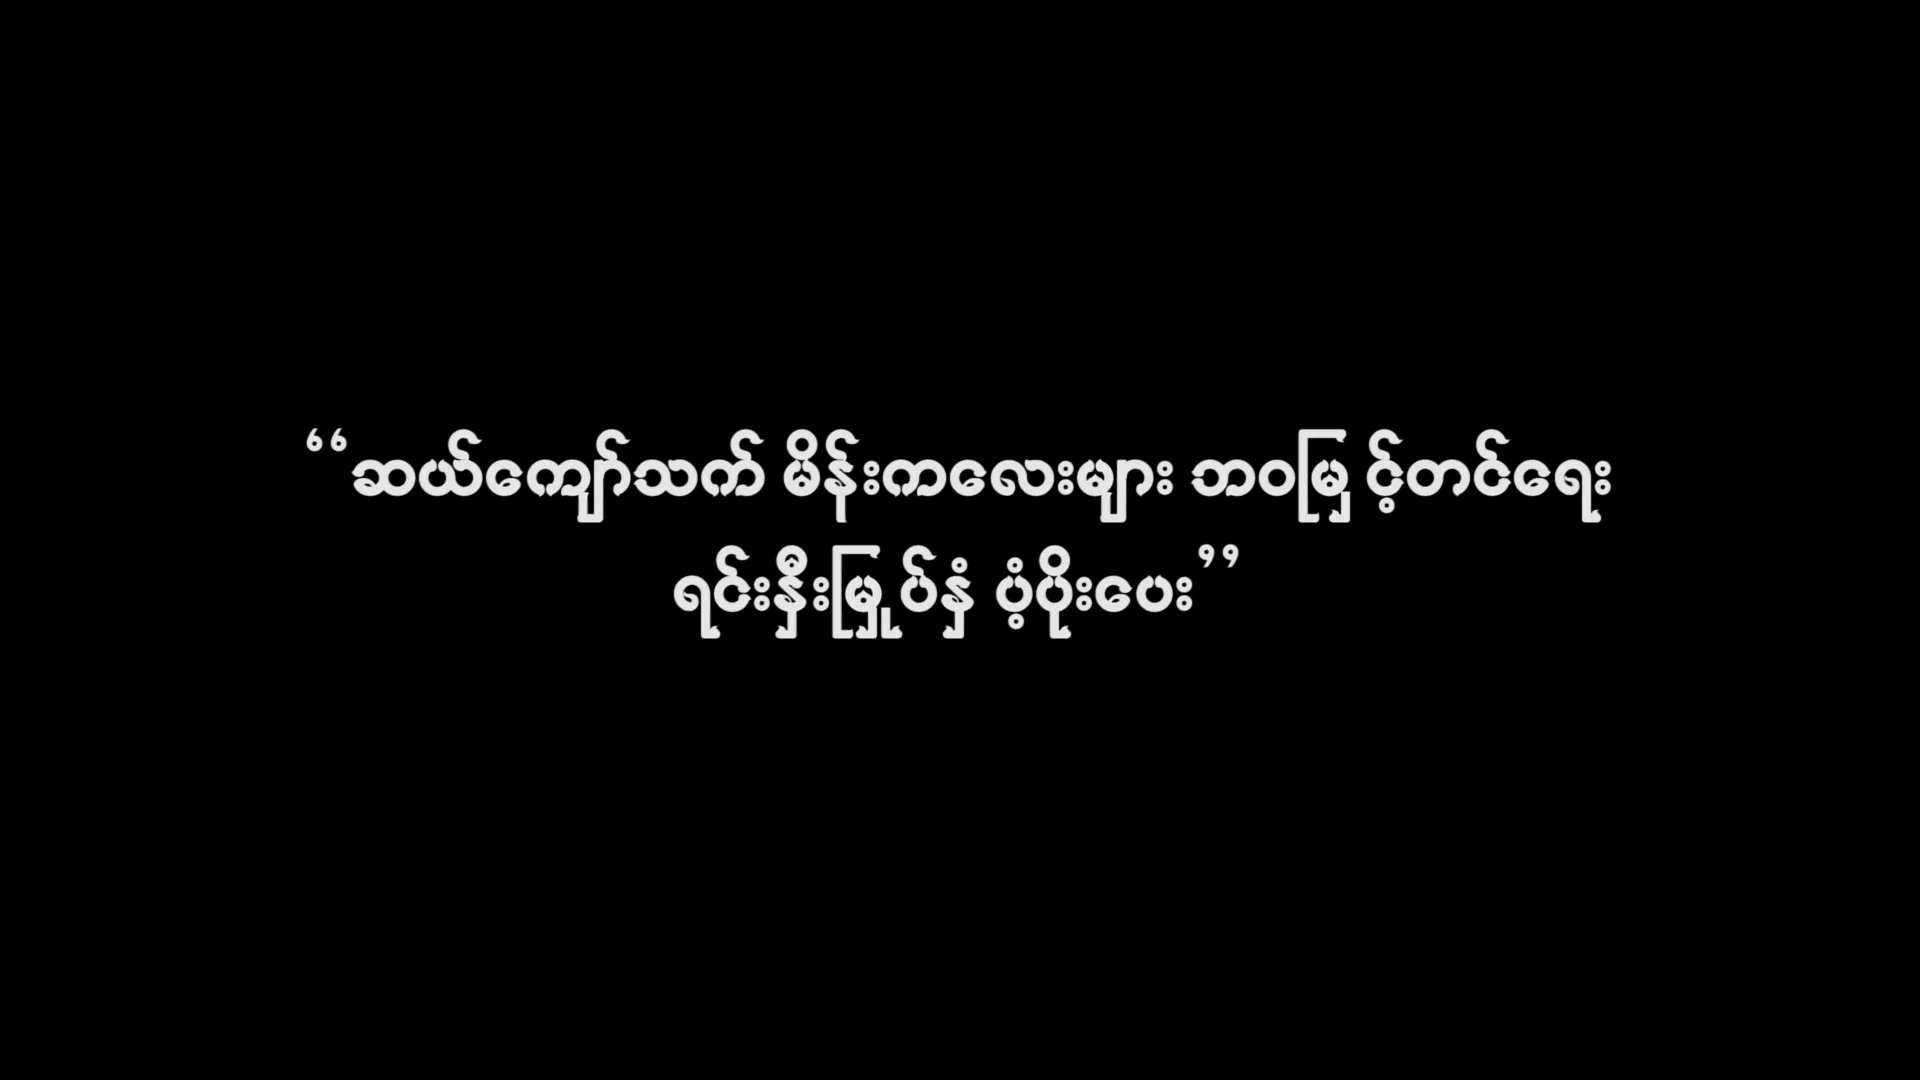 “ဆယ်ကျော်သက် မိန်းကလေးများ ဘဝမြှင့်တင်ရေး
ရင်းနှီးမြှုပ်နှံ ပံ့ပိုးပေး”